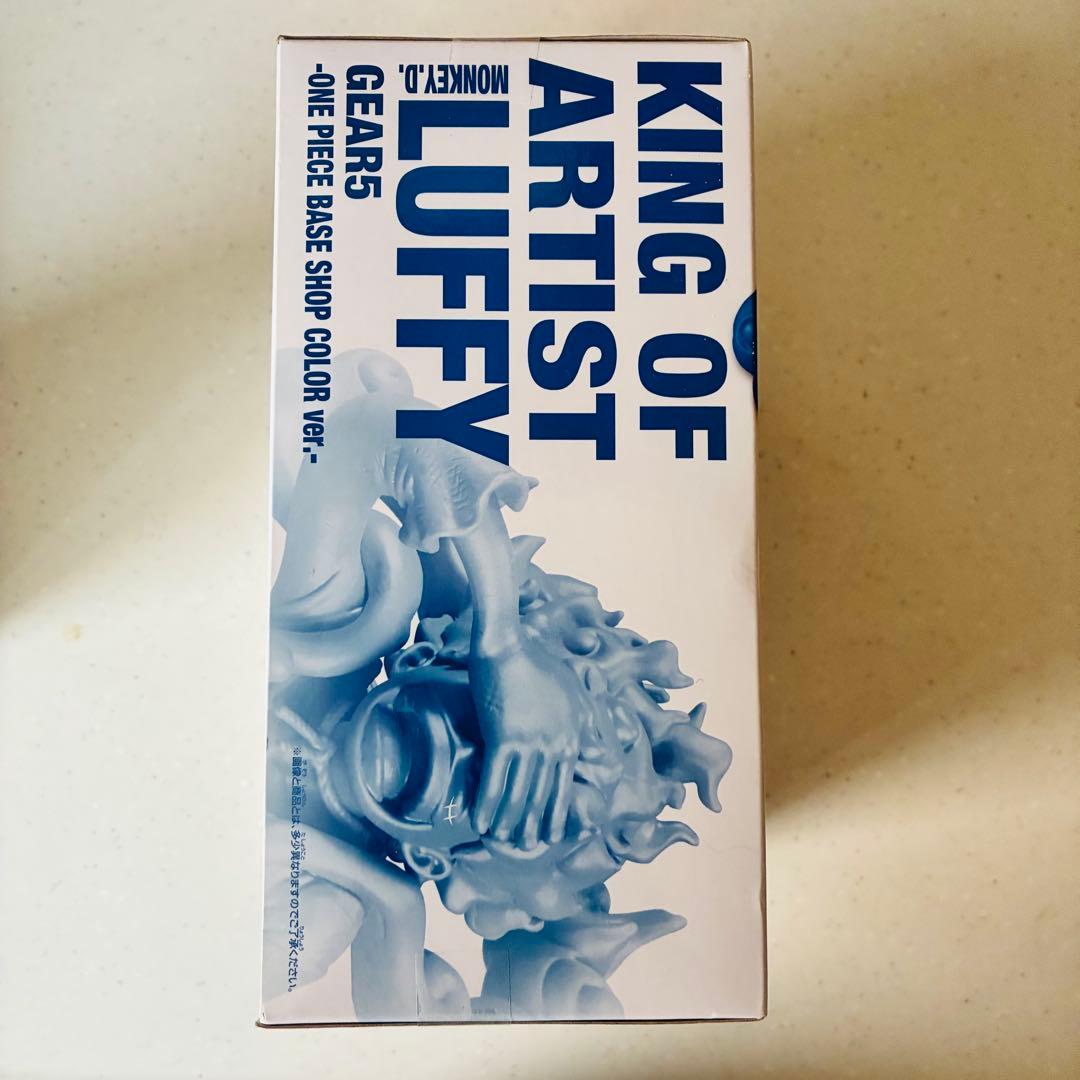 KING OF
ARTIST
MONKEY.D.
LUFFY
GEAR5
-ONE PIECE BASE SHOP COLOR ver.-
※画像と商品とは、多少異なりますのでご了承ください。